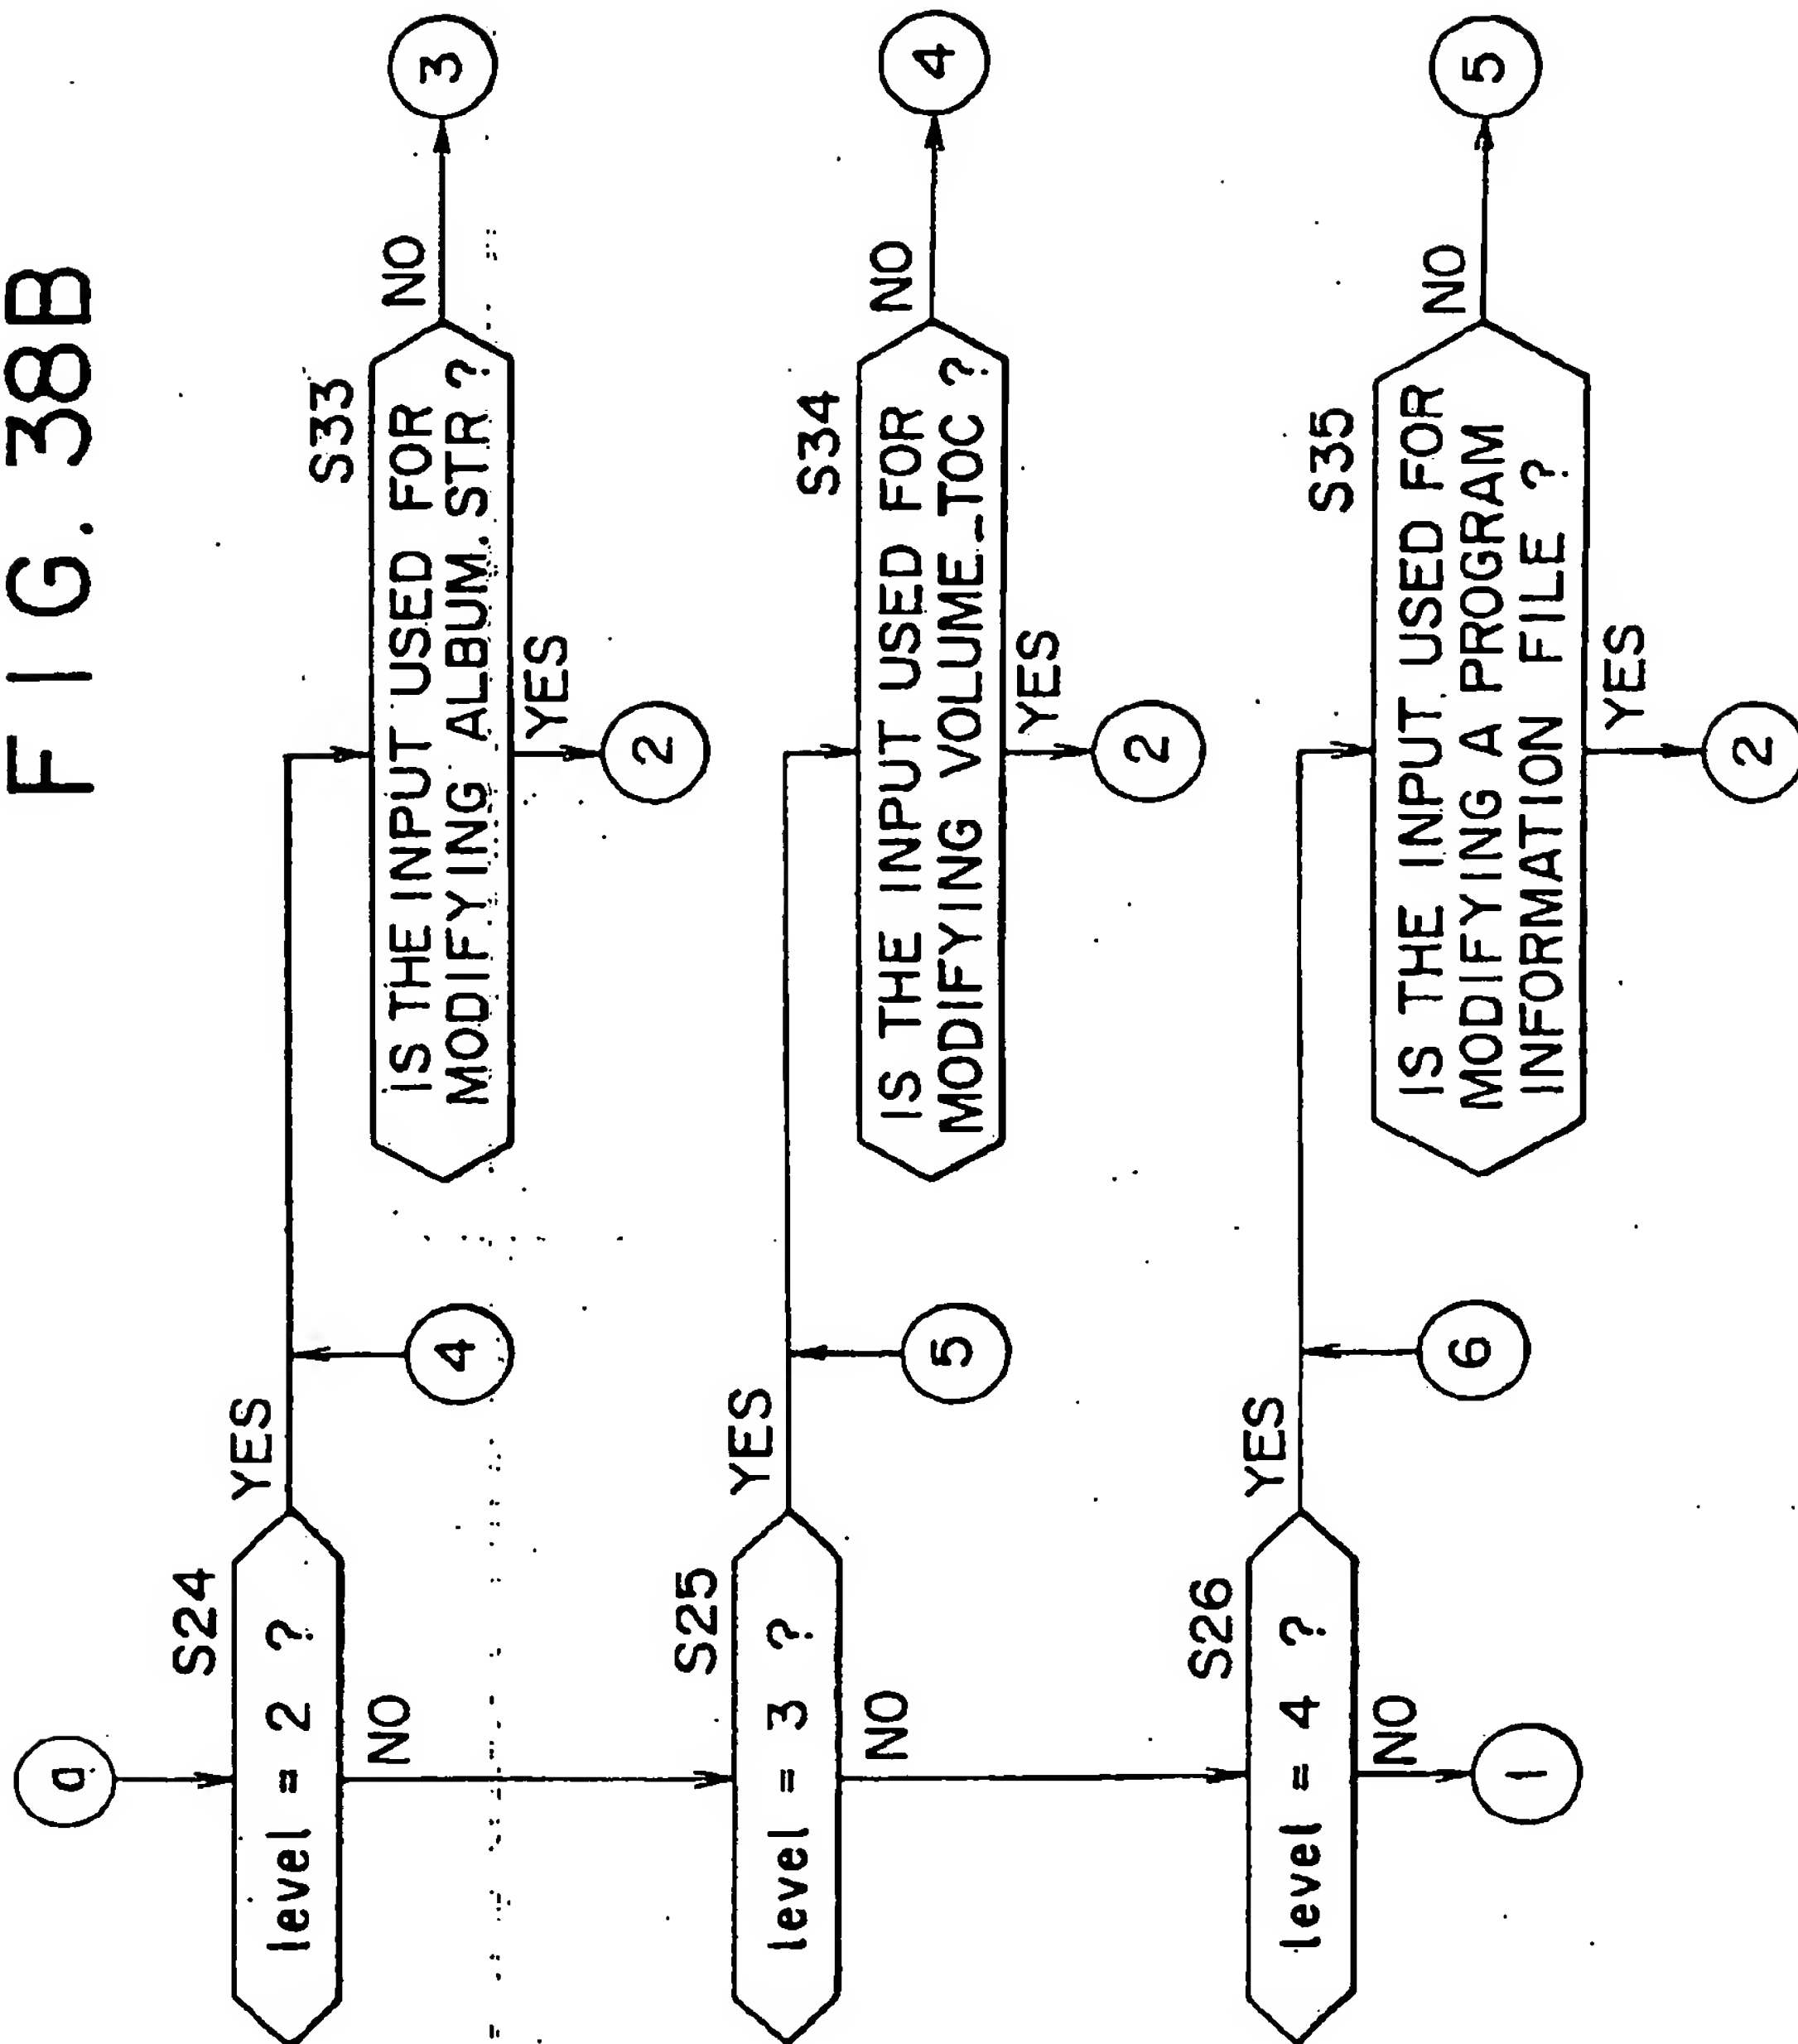 FIG. 38B
a
S24
level = 2 ?
YES
NO
4
S33
IS THE INPUT USED FOR
MODIFYING ALBUM.STR ?
NO
3
YES
2
S25
level = 3 ?
YES
NO
5
S34
IS THE INPUT USED FOR
MODIFYING VOLUME_TOC ?
NO
4
YES
2
S26
level = 4 ?
YES
NO
1
6
S35
IS THE INPUT USED FOR
MODIFYING A PROGRAM
INFORMATION FILE ?
NO
5
YES
2